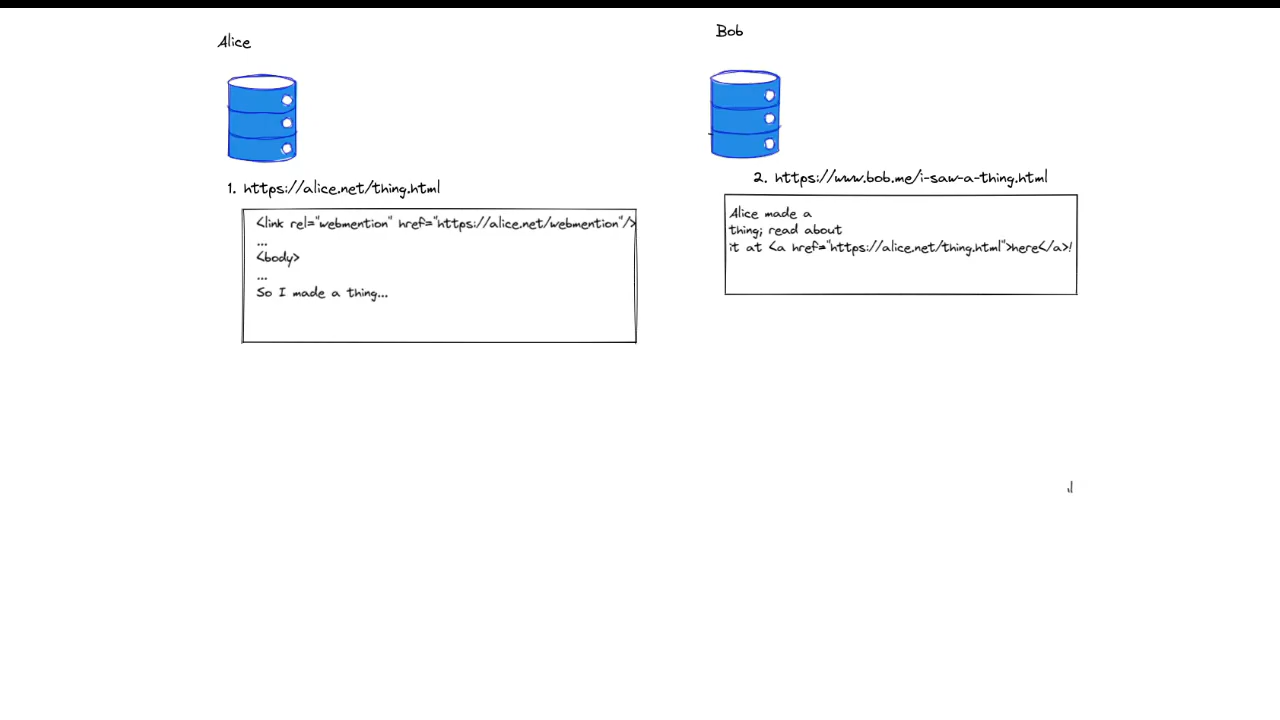 Alice
1. https://alice.net/thing.html
<link rel="webmention" href="https://alice.net/webmention"/>
...
<body>
...
So I made a thing...
Bob
2. https://www.bob.me/i-saw-a-thing.html
Alice made a
thing; read about
it at <a href="https://alice.net/thing.html">here</a>!